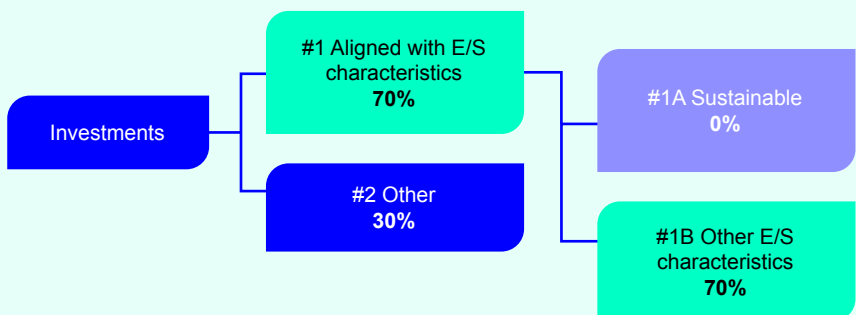 Investments
#1 Aligned with E/S
characteristics
70%
#2 Other
30%
#1A Sustainable
0%
#1B Other E/S
characteristics
70%